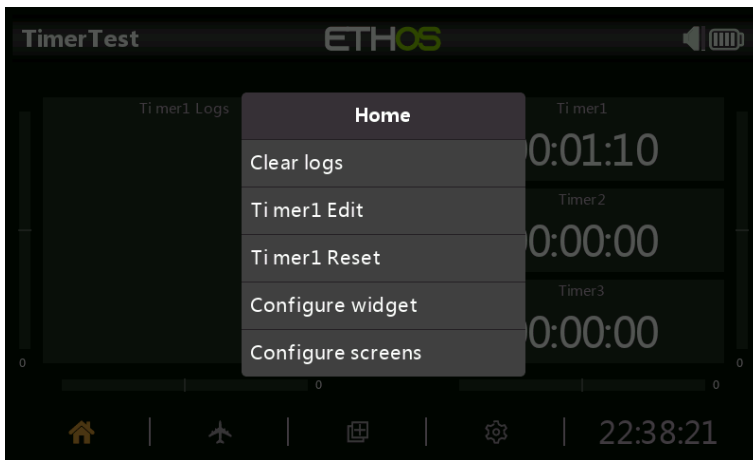 TimerTest
ETHOS
Timer1 Logs
Home
Timer1
Clear logs
0:01:10
Timer1 Edit
Timer2
Timer1 Reset
0:00:00
Configure widget
Timer3
Configure screens
0:00:00
0
0
0
0
22:38:21